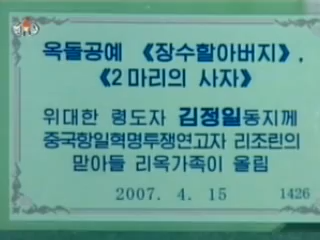 옥돌공예 《장수할아버지》,
《2마리의 사자》
위대한 령도자 김정일동지께
중국항일혁명투쟁연고자 리조린의
맏아들 리옥가족이 올림
2007. 4. 15
1426